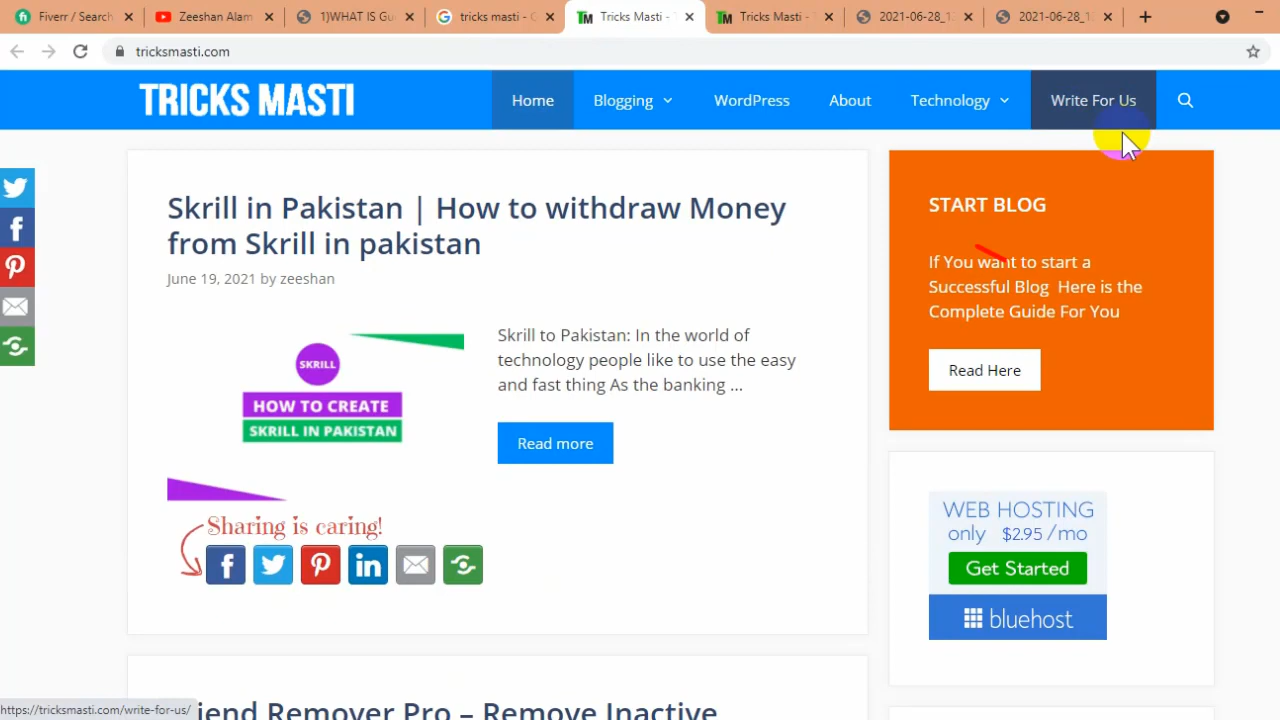 Fiverr / Search
Zeeshan Alam
1)WHAT IS Gu
tricks masti - G
Tricks Masti - T
Tricks Masti - T
2021-06-28_1
2021-06-28_1
tricksmasti.com
TRICKS MASTI
Home
Blogging
WordPress
About
Technology
Write For Us
Skrill in Pakistan | How to withdraw Money
from Skrill in pakistan
June 19, 2021 by zeeshan
SKRILL
HOW TO CREATE
SKRILL IN PAKISTAN
Skrill to Pakistan: In the world of
technology people like to use the easy
and fast thing As the banking ...
Read more
Sharing is caring!
START BLOG
If You want to start a
Successful Blog Here is the
Complete Guide For You
Read Here
WEB HOSTING
only $2.95/mo
Get Started
bluehost
iend Remover Pro – Remove Inactive
https://tricksmasti.com/write-for-us/